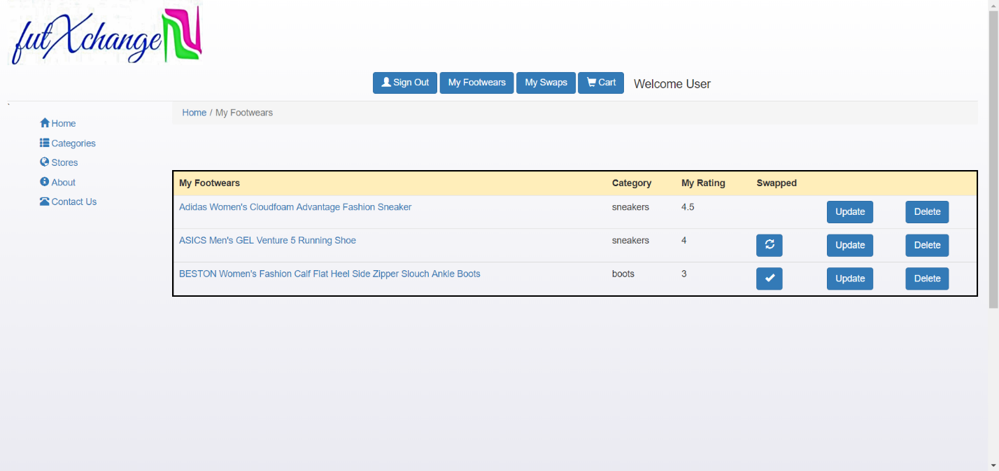 futXchange
Sign Out My Footwears My Swaps Cart Welcome User
`
Home / My Footwears
Home
Categories
Stores
About
Contact Us
My Footwears Category My Rating Swapped
Adidas Women's Cloudfoam Advantage Fashion Sneaker sneakers 4.5 Update Delete
ASICS Men's GEL Venture 5 Running Shoe sneakers 4 Update Delete
BESTON Women's Fashion Calf Flat Heel Side Zipper Slouch Ankle Boots boots 3 Update Delete